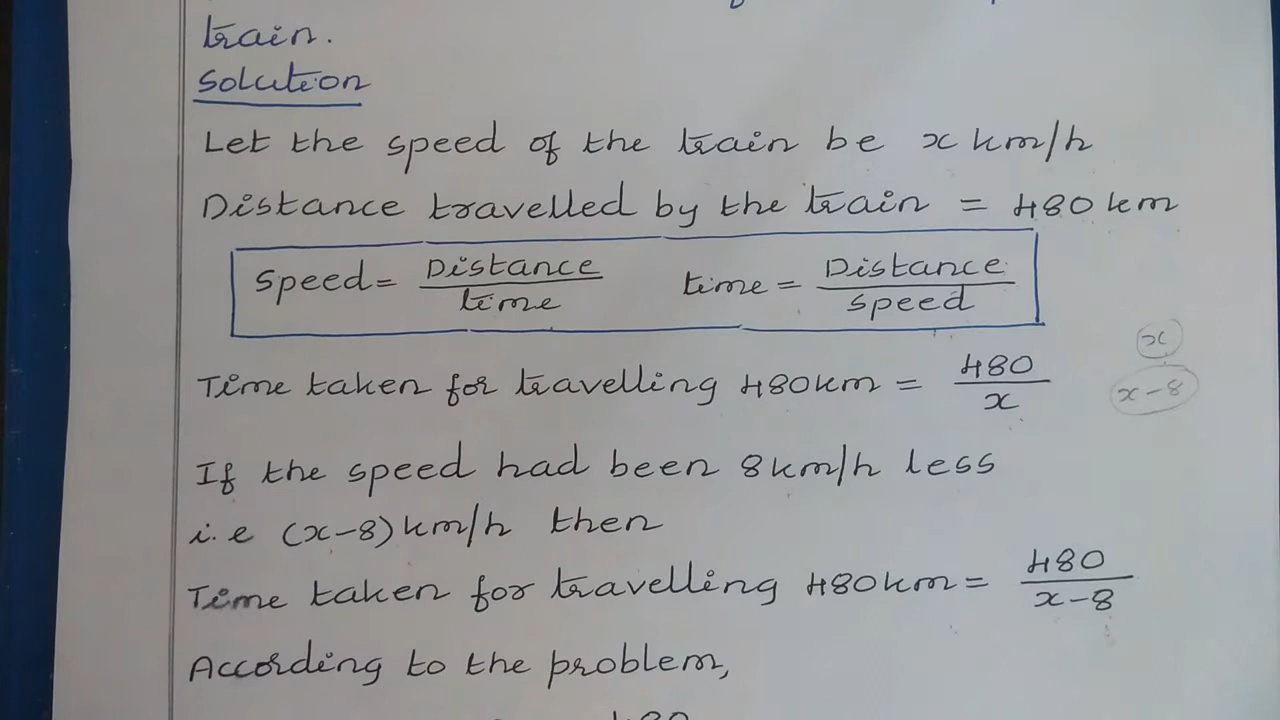 train.
Solution
Let the speed of the train be x km/h
Distance travelled by the train = 480 km
Speed = Distance/time time = Distance/speed
Time taken for travelling 480km = 480/x
x
x-8
If the speed had been 8km/h less
i.e (x-8) km/h then
Time taken for travelling 480km = 480/x-8
According to the problem,
480